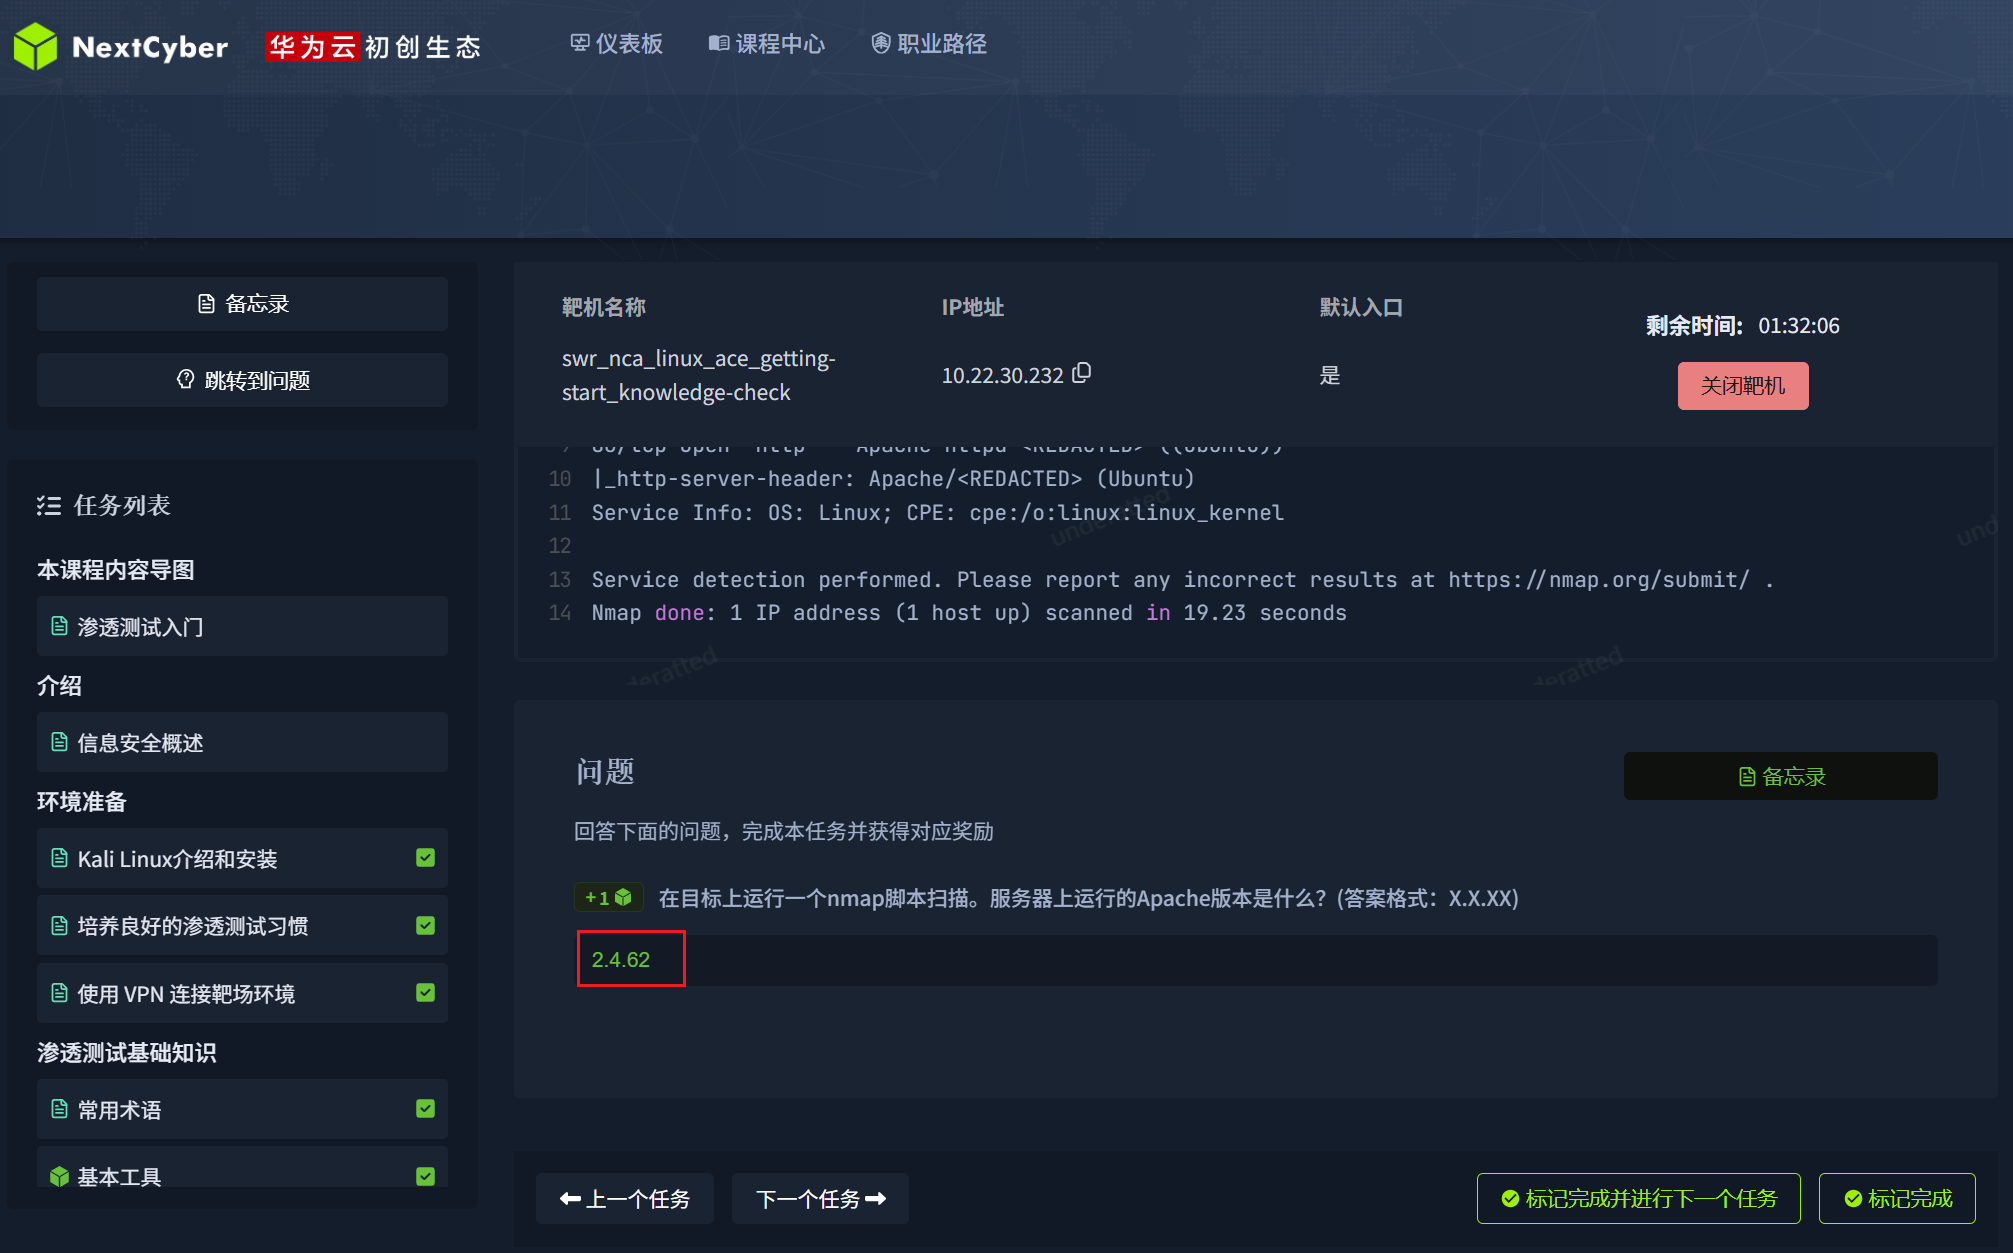 NextCyber
华为云初创生态
仪表板
课程中心
职业路径
备忘录
跳转到问题
任务列表
本课程内容导图
渗透测试入门
介绍
信息安全概述
环境准备
Kali Linux介绍和安装
培养良好的渗透测试习惯
使用 VPN 连接靶场环境
渗透测试基础知识
常用术语
基本工具
靶机名称
IP地址
默认入口
剩余时间: 01:32:06
swr_nca_linux_ace_getting-
start_knowledge-check
10.22.30.232
是
关闭靶机
10 |_http-server-header: Apache/<REDACTED> (Ubuntu)
11 Service Info: OS: Linux; CPE: cpe:/o:linux:linux_kernel
12
13 Service detection performed. Please report any incorrect results at https://nmap.org/submit/ .
14 Nmap done: 1 IP address (1 host up) scanned in 19.23 seconds
underatted
问题
备忘录
回答下面的问题，完成本任务并获得对应奖励
+1 在目标上运行一个nmap脚本扫描。服务器上运行的Apache版本是什么？(答案格式：X.X.XX)
2.4.62
上一个任务
下一个任务
标记完成并进行下一个任务
标记完成